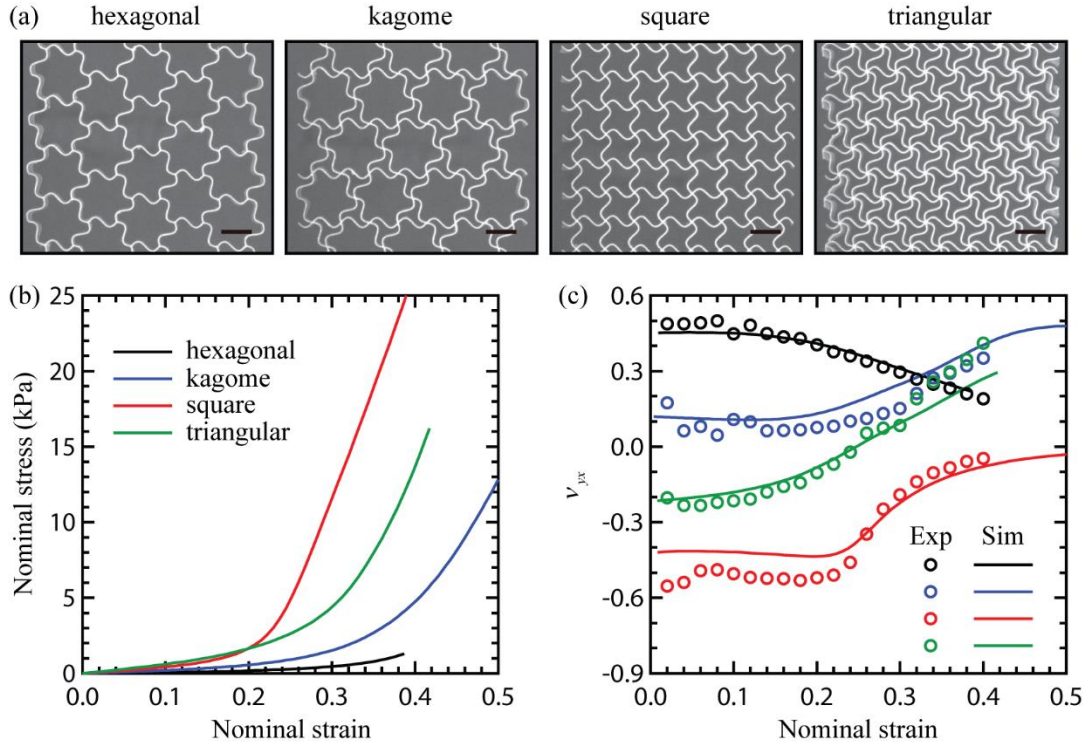 (a)
hexagonal
kagome
square
triangular
(b)
25
20
15
10
5
0
Nominal stress (kPa)
hexagonal
kagome
square
triangular
0.0 0.1 0.2 0.3 0.4 0.5
Nominal strain
(c)
0.6
0.3
0.0
-0.3
-0.6
-0.9
νyx
Exp Sim
0.0 0.1 0.2 0.3 0.4 0.5
Nominal strain